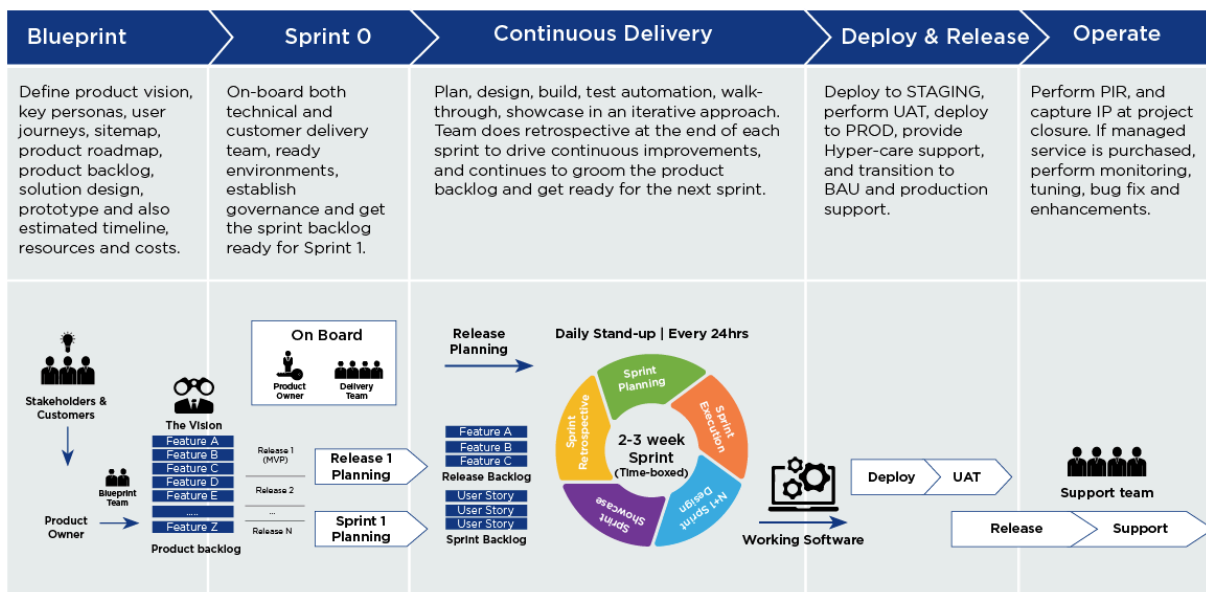 Blueprint
Sprint 0
Continuous Delivery
Deploy & Release
Operate
Define product vision,
key personas, user
journeys, sitemap,
product roadmap,
product backlog,
solution design,
prototype and also
estimated timeline,
resources and costs.
On-board both
technical and
customer delivery
team, ready
environments,
establish
governance and get
the sprint backlog
ready for Sprint 1.
Plan, design, build, test automation, walk-
through, showcase in an iterative approach.
Team does retrospective at the end of each
sprint to drive continuous improvements,
and continues to groom the product
backlog and get ready for the next sprint.
Deploy to STAGING,
perform UAT, deploy
to PROD, provide
Hyper-care support,
and transition to
BAU and production
support.
Perform PIR, and
capture IP at project
closure. If managed
service is purchased,
perform monitoring,
tuning, bug fix and
enhancements.
Stakeholders &
Customers
Product
Owner
Blueprint
Team
The Vision
Feature A
Feature B
Feature C
Feature D
Feature E
.....
Feature Z
Product backlog
Release 1
(MVP)
Release 2
...
Release N
On Board
Product
Owner
Delivery
Team
Release 1
Planning
Sprint 1
Planning
Release
Planning
Feature A
Feature B
Feature C
Release Backlog
User Story
User Story
User Story
Sprint Backlog
Daily Stand-up | Every 24hrs
Sprint
Planning
Sprint
Execution
N+1 Sprint
Design
Sprint
Showcase
Sprint
Retrospective
2-3 week
Sprint
(Time-boxed)
Working Software
Deploy
UAT
Release
Support
Support team